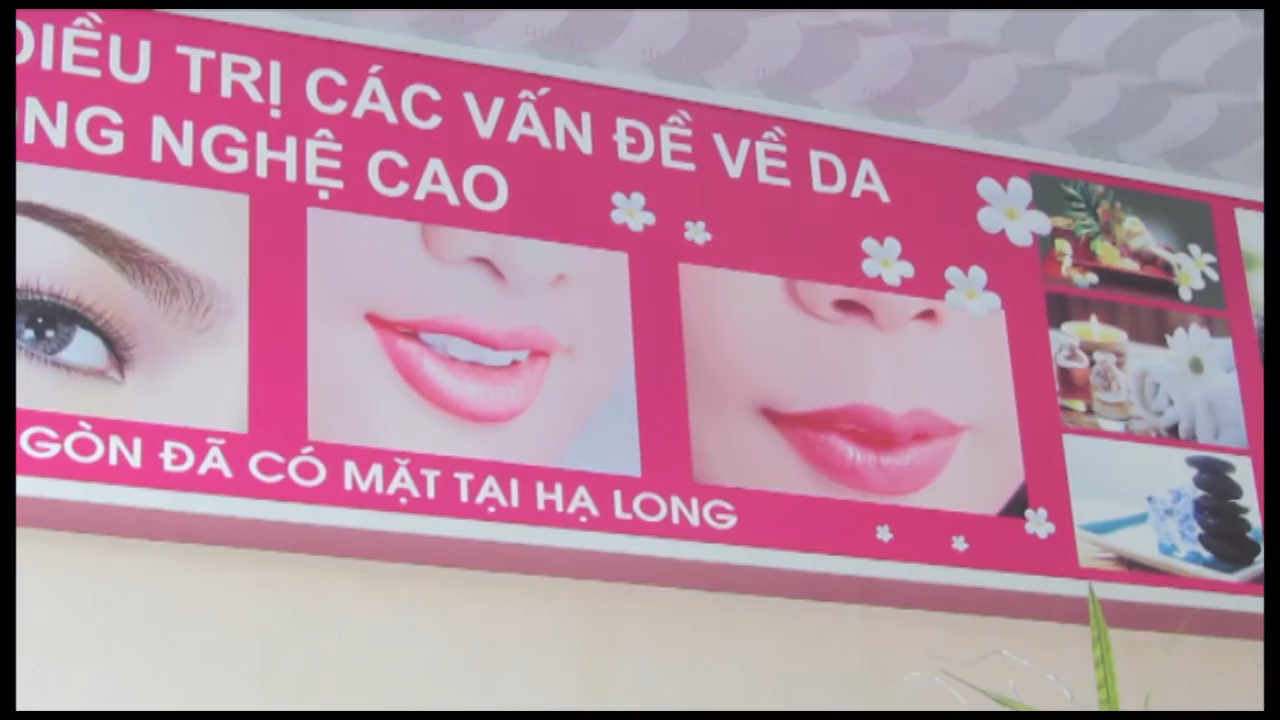 ĐIỀU TRỊ CÁC VẤN ĐỀ VỀ DA
NG NGHỆ CAO
GÒN ĐÃ CÓ MẶT TẠI HẠ LONG